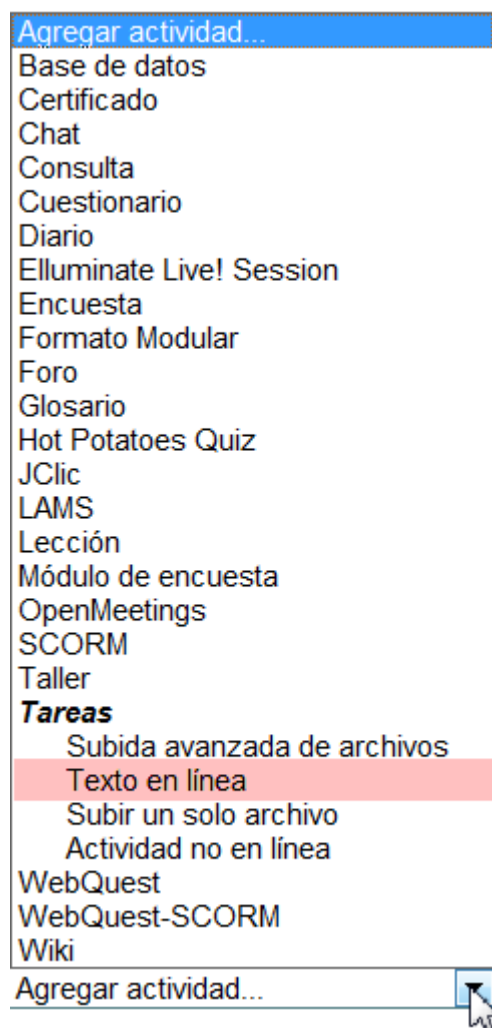 Agregar actividad...
Base de datos
Certificado
Chat
Consulta
Cuestionario
Diario
Elluminate Live! Session
Encuesta
Formato Modular
Foro
Glosario
Hot Potatoes Quiz
JClic
LAMS
Lección
Módulo de encuesta
OpenMeetings
SCORM
Taller
Tareas
Subida avanzada de archivos
Texto en línea
Subir un solo archivo
Actividad no en línea
WebQuest
WebQuest-SCORM
Wiki
Agregar actividad...